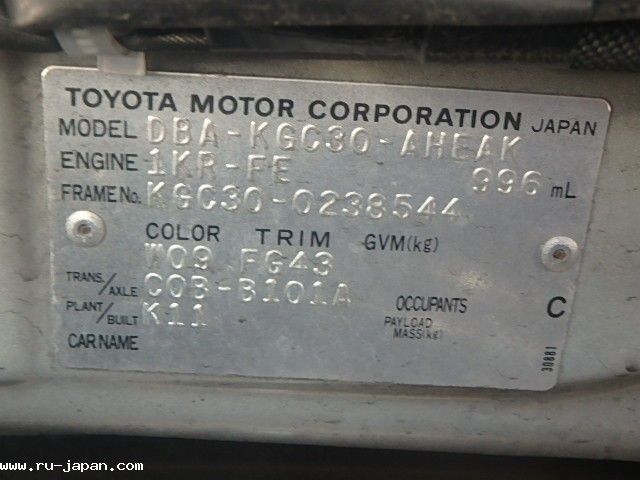 TOYOTA MOTOR CORPORATION JAPAN
MODEL DBA-KGC30-AHEAK
ENGINE 1KR-FE 996 mL
FRAME No. KGC30-0238544
COLOR TRIM GVM(kg)
W09 FG43
TRANS/AXLE C0B-B101A OCCUPANTS C
PLANT/BUILT K11 PAYLOAD MASS(kg)
CAR NAME
30881
www.ru-japan.com